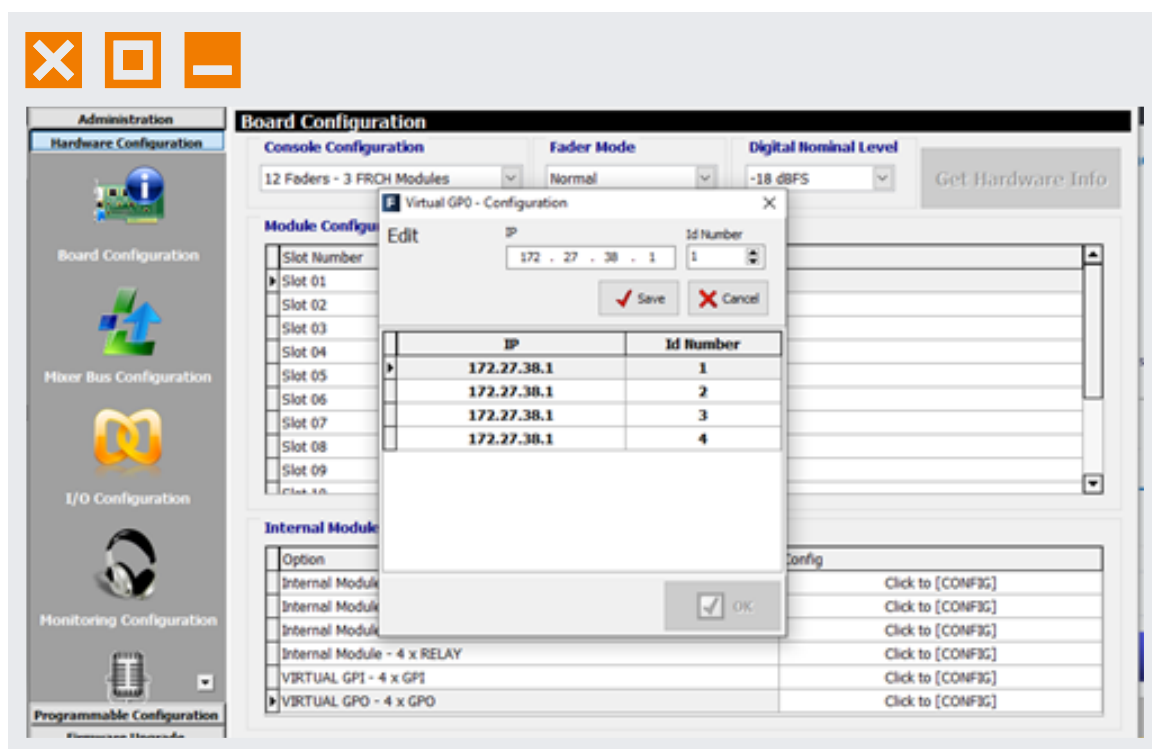 Administration
Hardware Configuration
Board Configuration
Mixer Bus Configuration
I/O Configuration
Monitoring Configuration
Programmable Configuration
Firmware Upgrade
Board Configuration
Console Configuration Fader Mode Digital Nominal Level
12 Faders - 3 FRCH Modules Normal -18 dBFS Get Hardware Info
Module Configu
Slot Number
Slot 01
Slot 02
Slot 03
Slot 04
Slot 05
Slot 06
Slot 07
Slot 08
Slot 09
Slot 10
Virtual GP0 - Configuration
Edit IP Id Number
172 . 27 . 38 . 1 1
Save Cancel
IP Id Number
172.27.38.1 1
172.27.38.1 2
172.27.38.1 3
172.27.38.1 4
OK
Internal Module
Option Config
Internal Module Click to [CONFIG]
Internal Module Click to [CONFIG]
Internal Module Click to [CONFIG]
Internal Module - 4 x RELAY Click to [CONFIG]
VIRTUAL GPI - 4 x GPI Click to [CONFIG]
VIRTUAL GPO - 4 x GPO Click to [CONFIG]